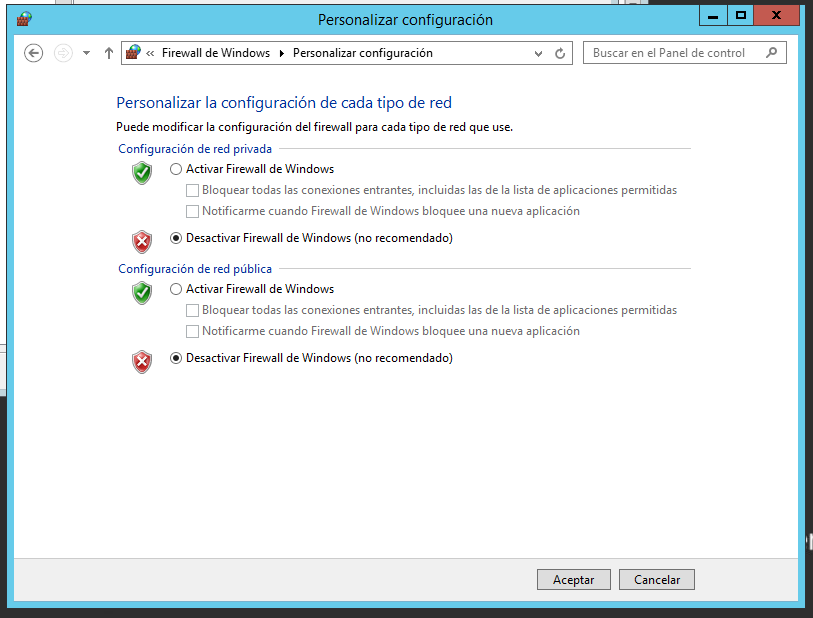 Personalizar configuración
« Firewall de Windows ▸ Personalizar configuración
Buscar en el Panel de control
Personalizar la configuración de cada tipo de red
Puede modificar la configuración del firewall para cada tipo de red que use.
Configuración de red privada
Activar Firewall de Windows
Bloquear todas las conexiones entrantes, incluidas las de la lista de aplicaciones permitidas
Notificarme cuando Firewall de Windows bloquee una nueva aplicación
Desactivar Firewall de Windows (no recomendado)
Configuración de red pública
Activar Firewall de Windows
Bloquear todas las conexiones entrantes, incluidas las de la lista de aplicaciones permitidas
Notificarme cuando Firewall de Windows bloquee una nueva aplicación
Desactivar Firewall de Windows (no recomendado)
Aceptar
Cancelar